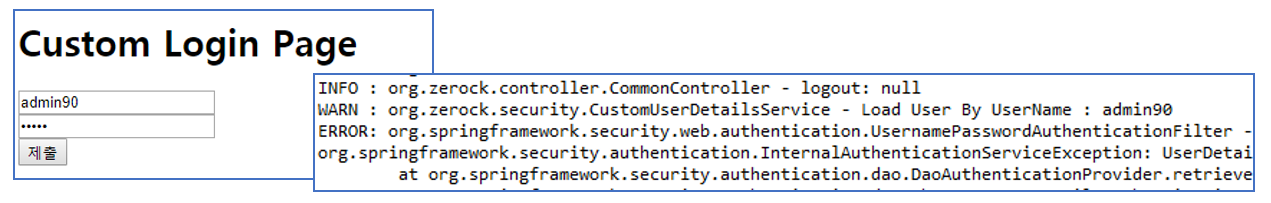 Custom Login Page
admin90
•••••
제출
INFO : org.zerock.controller.CommonController - logout: null
WARN : org.zerock.security.CustomUserDetailsService - Load User By UserName : admin90
ERROR: org.springframework.security.web.authentication.UsernamePasswordAuthenticationFilter -
org.springframework.security.authentication.InternalAuthenticationServiceException: UserDetai
at org.springframework.security.authentication.dao.DaoAuthenticationProvider.retrieve